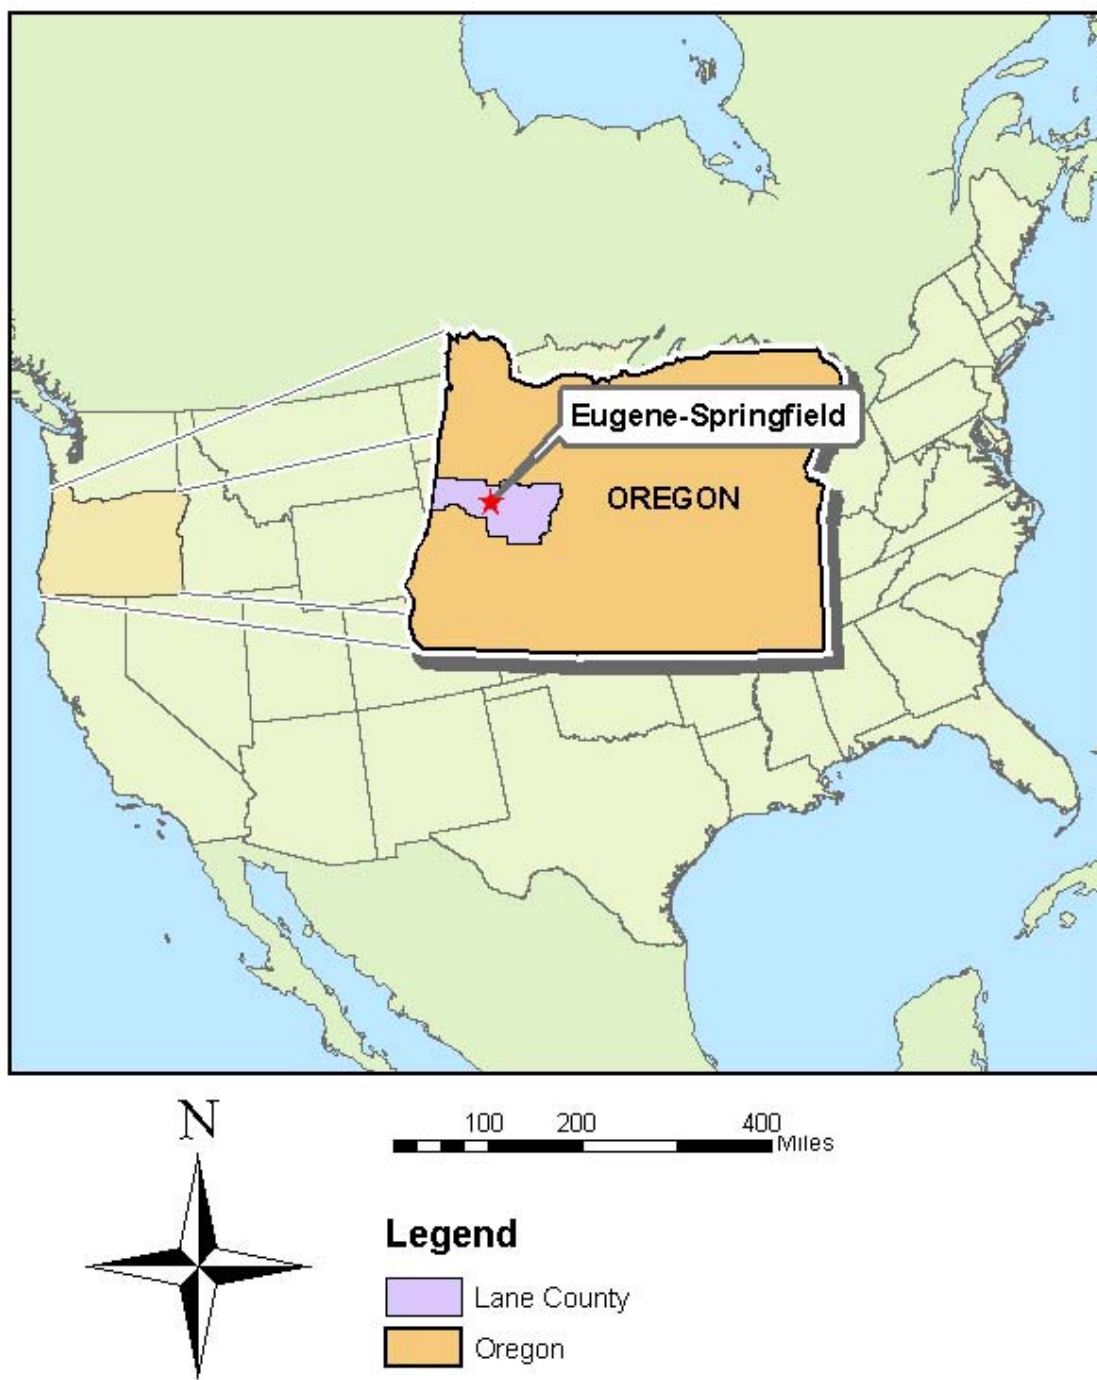 Eugene-Springfield
OREGON
N
100 200 400
Miles
Legend
Lane County
Oregon